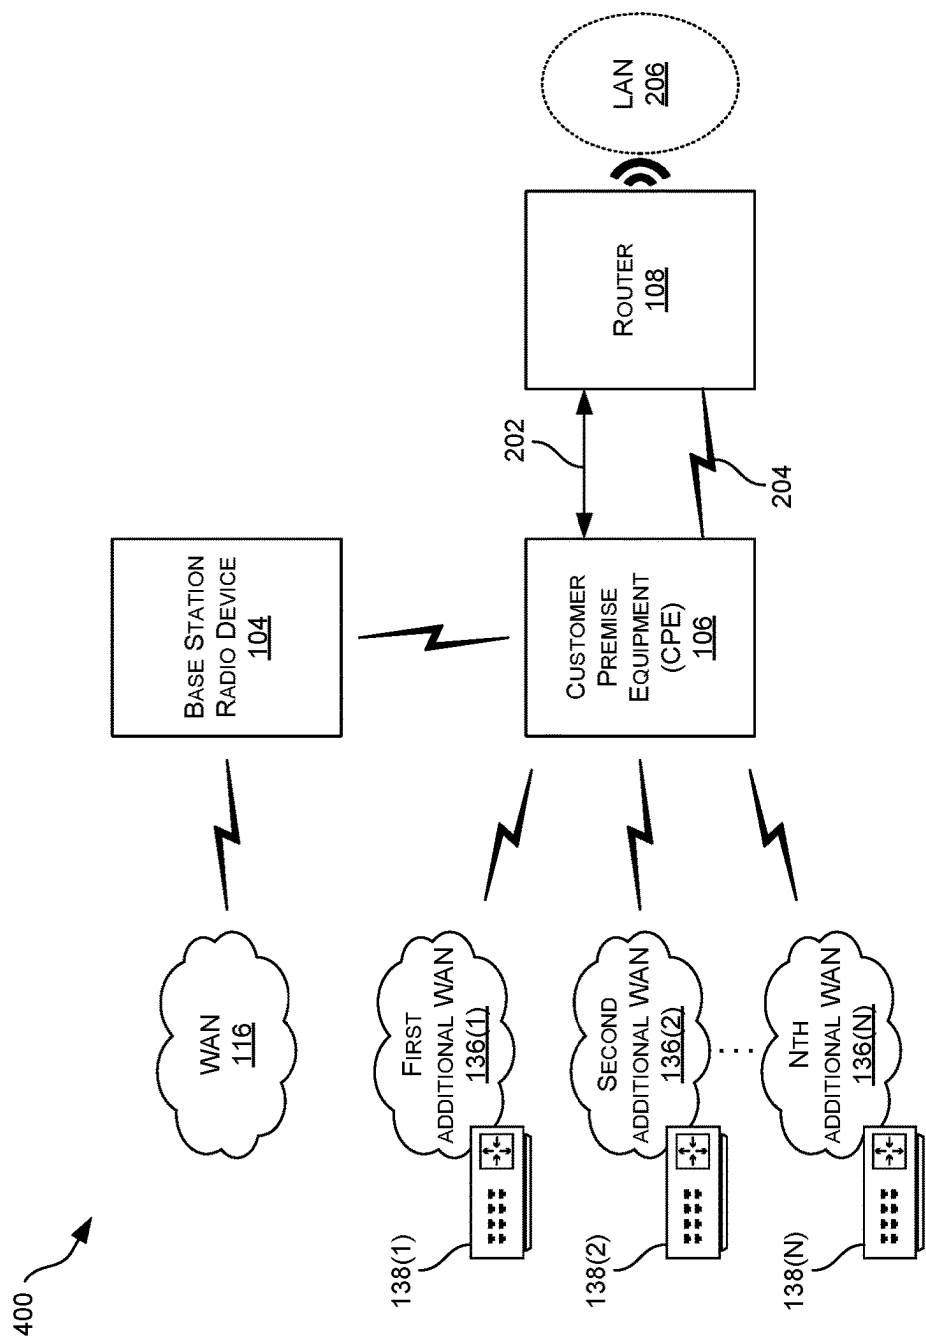 400
WAN
116
BASE STATION
RADIO DEVICE
104
FIRST
ADDITIONAL WAN
136(1)
138(1)
SECOND
ADDITIONAL WAN
136(2)
138(2)
. . .
NTH
ADDITIONAL WAN
136(N)
138(N)
CUSTOMER
PREMISE
EQUIPMENT
(CPE)
106
202
204
ROUTER
108
LAN
206